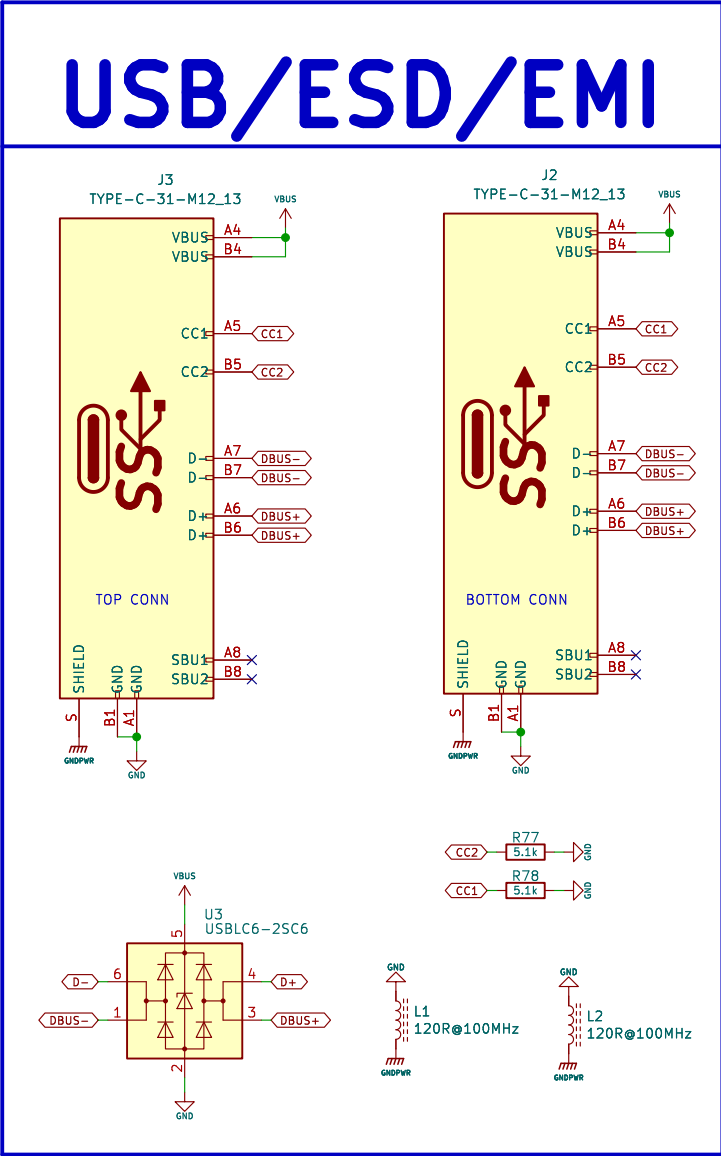 USB/ESD/EMI
J3
TYPE-C-31-M12_13
VBUS
VBUS A4
VBUS B4
CC1 A5 CC1
CC2 B5 CC2
SS
D- A7 DBUS-
D- B7 DBUS-
D+ A6 DBUS+
D+ B6 DBUS+
TOP CONN
SBU1 A8
SBU2 B8
SHIELD GND GND
S B1 A1
GNDPWR
GND
J2
TYPE-C-31-M12_13
VBUS
VBUS A4
VBUS B4
CC1 A5 CC1
CC2 B5 CC2
SS
D- A7 DBUS-
D- B7 DBUS-
D+ A6 DBUS+
D+ B6 DBUS+
BOTTOM CONN
SBU1 A8
SBU2 B8
SHIELD GND GND
S B1 A1
GNDPWR
GND
R77
CC2 5.1k GND
R78
CC1 5.1k GND
VBUS
U3
USBLC6-2SC6
5
D- 6 4 D+
DBUS- 1 3 DBUS+
2
GND
GND
L1
120R@100MHz
GNDPWR
GND
L2
120R@100MHz
GNDPWR